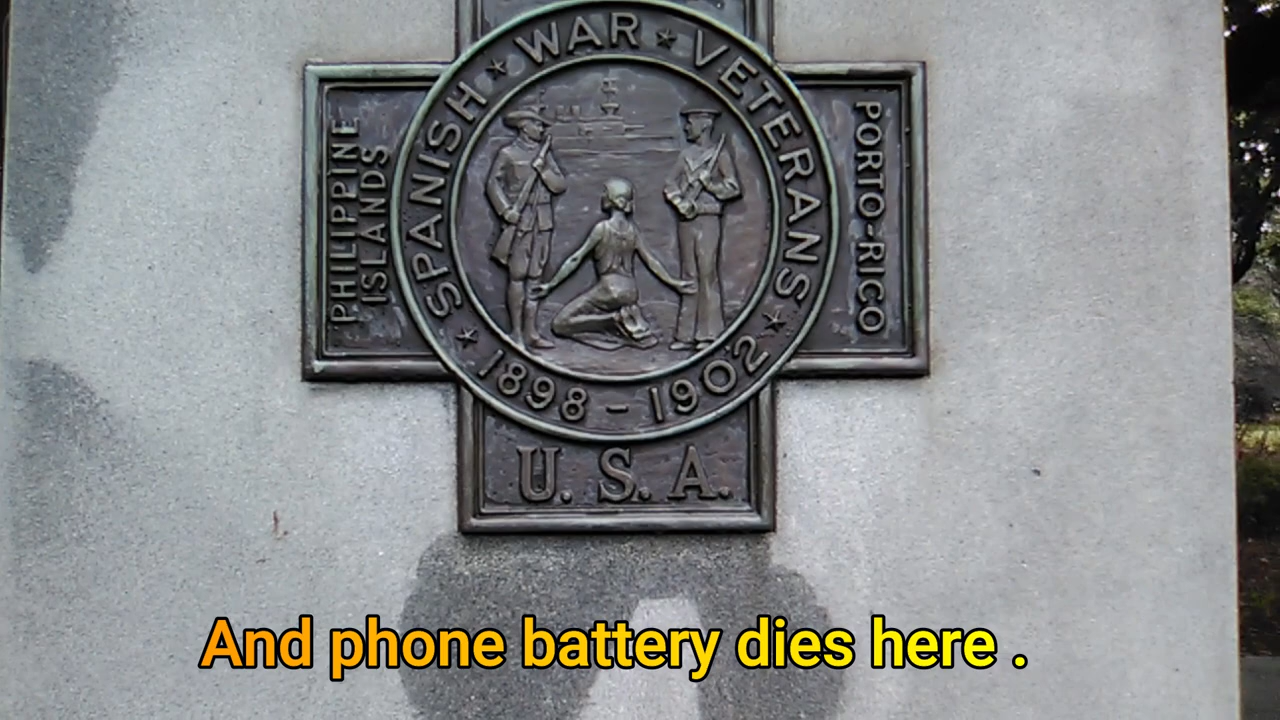 SPANISH ★ WAR ★ VETERANS
★ 1898 – 1902 ★
PHILIPPINE
ISLANDS
PORTO-RICO
U. S. A.
And phone battery dies here .